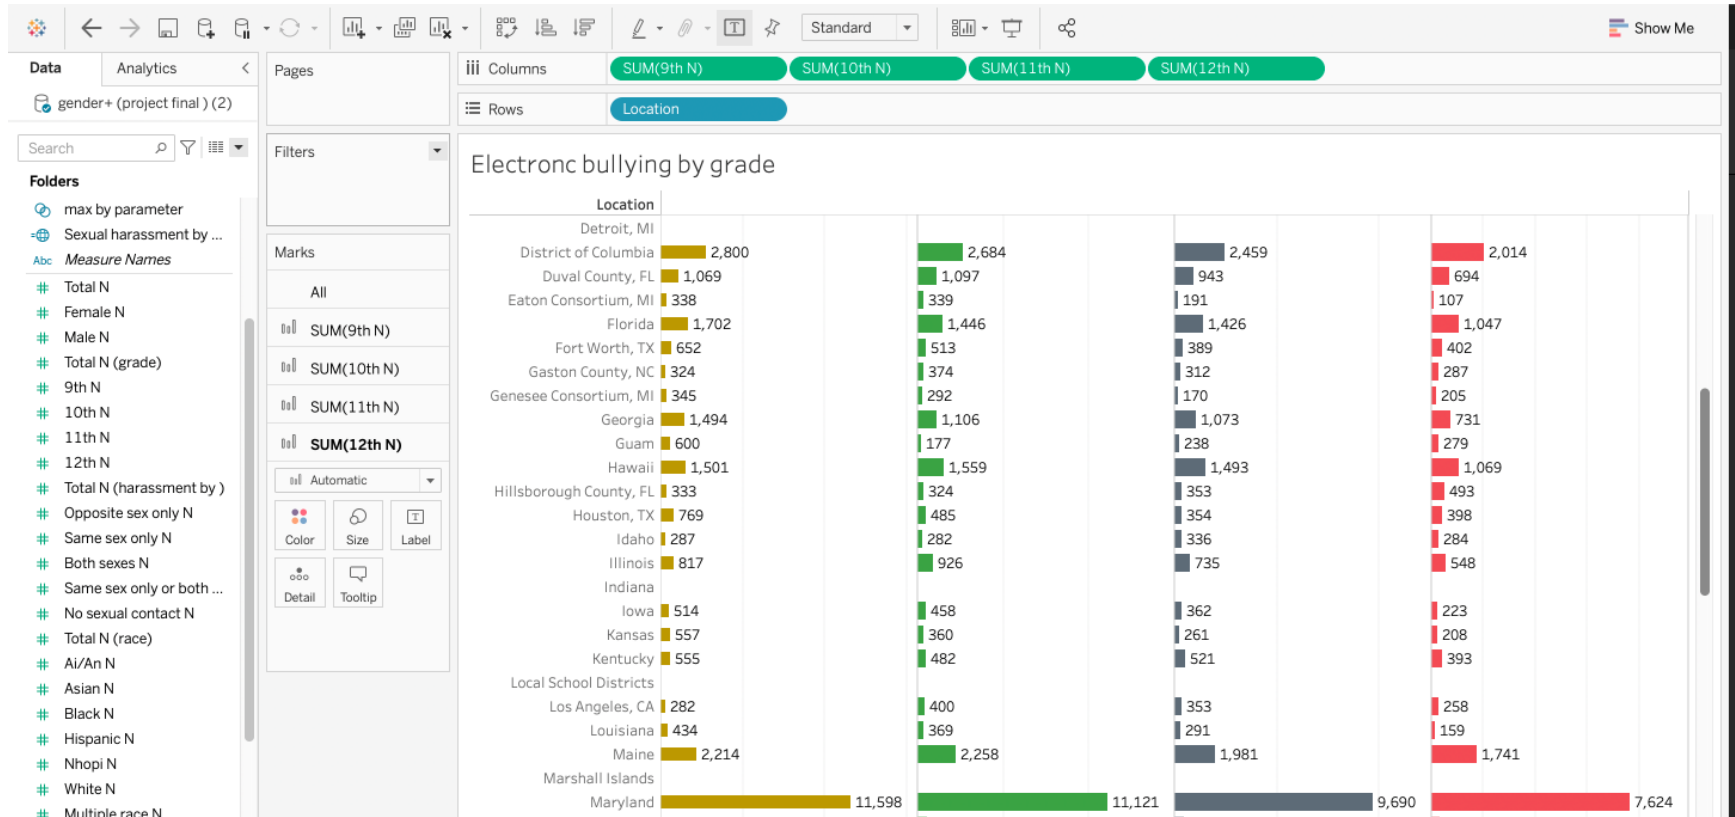 Standard
Show Me
Data
Analytics
Pages
Columns
SUM(9th N)
SUM(10th N)
SUM(11th N)
SUM(12th N)
gender+ (project final ) (2)
Rows
Location
Search
Filters
Folders
max by parameter
Sexual harassment by ...
Abc Measure Names
Total N
Female N
Male N
Total N (grade)
9th N
10th N
11th N
12th N
Total N (harassment by )
Opposite sex only N
Same sex only N
Both sexes N
Same sex only or both ...
No sexual contact N
Total N (race)
Ai/An N
Asian N
Black N
Hispanic N
Nhopi N
White N
Multiple race N
Marks
All
SUM(9th N)
SUM(10th N)
SUM(11th N)
SUM(12th N)
Automatic
Color
Size
Label
Detail
Tooltip
Electronc bullying by grade
Location
Detroit, MI
District of Columbia 2,800 2,684 2,459 2,014
Duval County, FL 1,069 1,097 943 694
Eaton Consortium, MI 338 339 191 107
Florida 1,702 1,446 1,426 1,047
Fort Worth, TX 652 513 389 402
Gaston County, NC 324 374 312 287
Genesee Consortium, MI 345 292 170 205
Georgia 1,494 1,106 1,073 731
Guam 600 177 238 279
Hawaii 1,501 1,559 1,493 1,069
Hillsborough County, FL 333 324 353 493
Houston, TX 769 485 354 398
Idaho 287 282 336 284
Illinois 817 926 735 548
Indiana
Iowa 514 458 362 223
Kansas 557 360 261 208
Kentucky 555 482 521 393
Local School Districts
Los Angeles, CA 282 400 353 258
Louisiana 434 369 291 159
Maine 2,214 2,258 1,981 1,741
Marshall Islands
Maryland 11,598 11,121 9,690 7,624